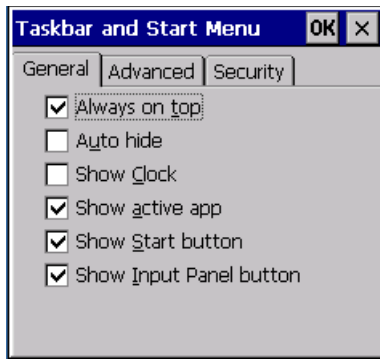 Taskbar and Start Menu OK ×
General Advanced Security
Always on top
Auto hide
Show Clock
Show active app
Show Start button
Show Input Panel button